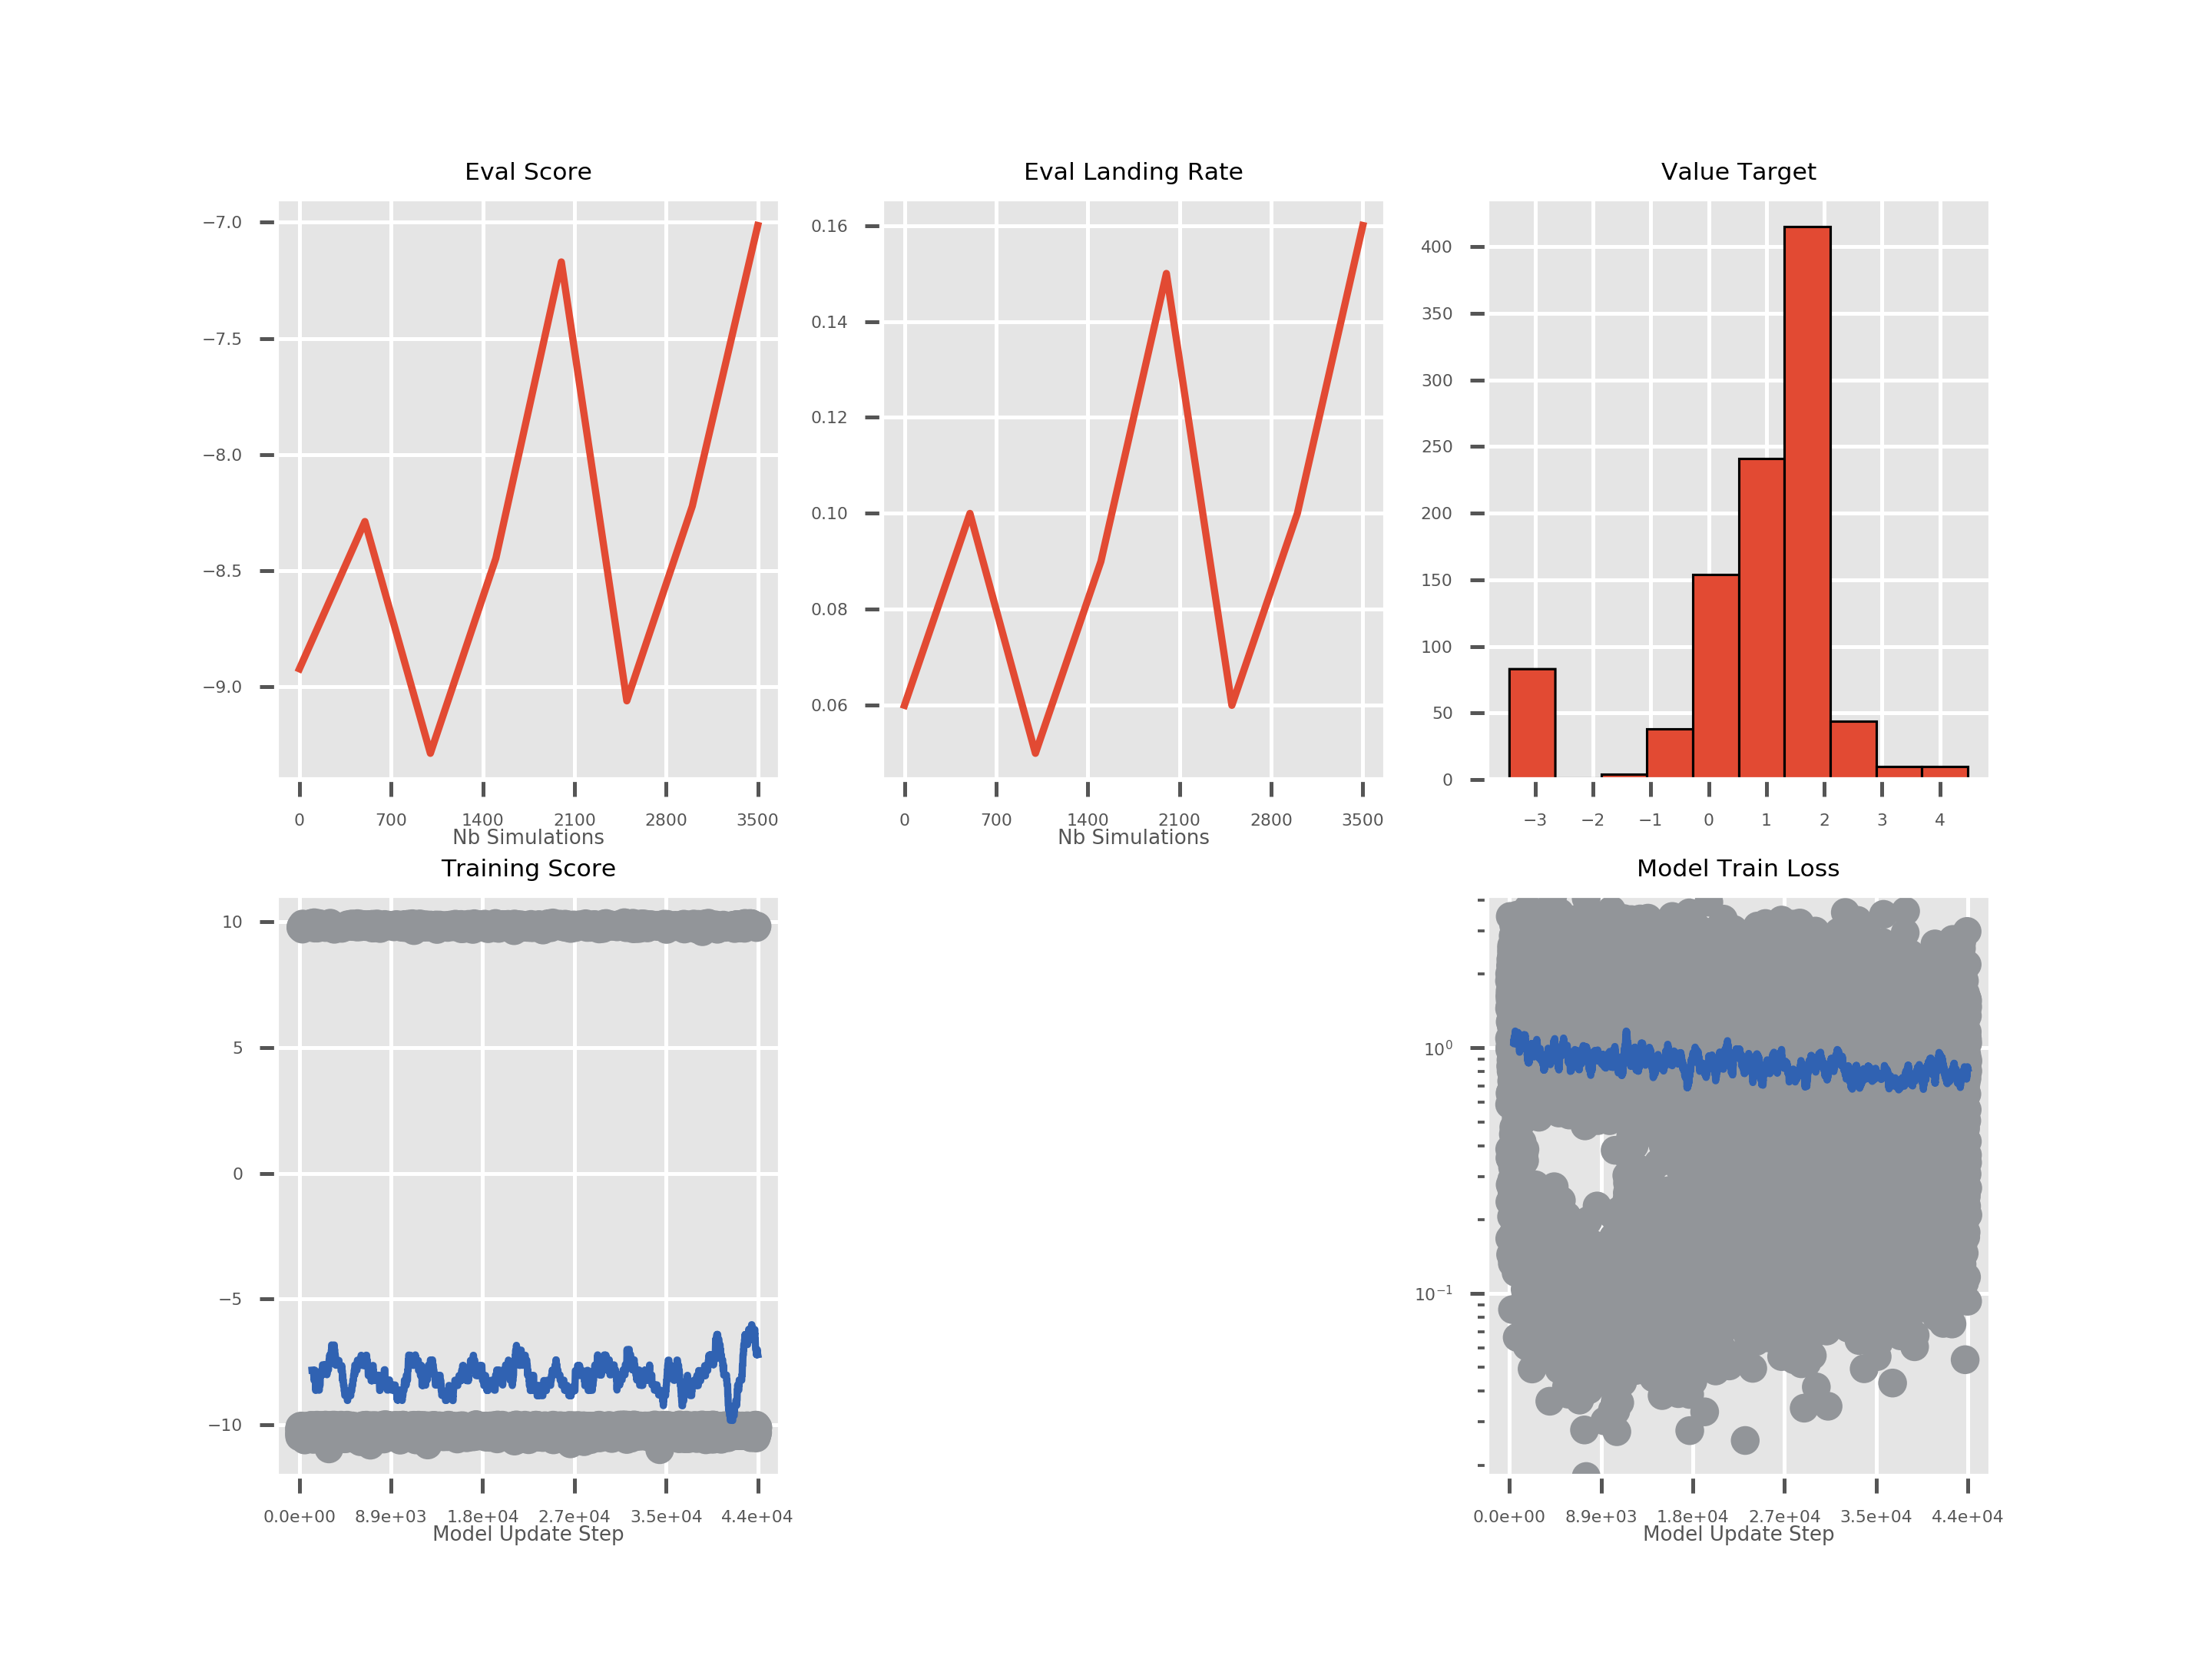 Eval Score
−7.0
−7.5
−8.0
−8.5
−9.0
0 700 1400 2100 2800 3500
Nb Simulations
Eval Landing Rate
0.16
0.14
0.12
0.10
0.08
0.06
0 700 1400 2100 2800 3500
Nb Simulations
Value Target
400
350
300
250
200
150
100
50
0
−3 −2 −1 0 1 2 3 4
Training Score
10
5
0
−5
−10
0.0e+00 8.9e+03 1.8e+04 2.7e+04 3.5e+04 4.4e+04
Model Update Step
Model Train Loss
10⁰
10⁻¹
0.0e+00 8.9e+03 1.8e+04 2.7e+04 3.5e+04 4.4e+04
Model Update Step